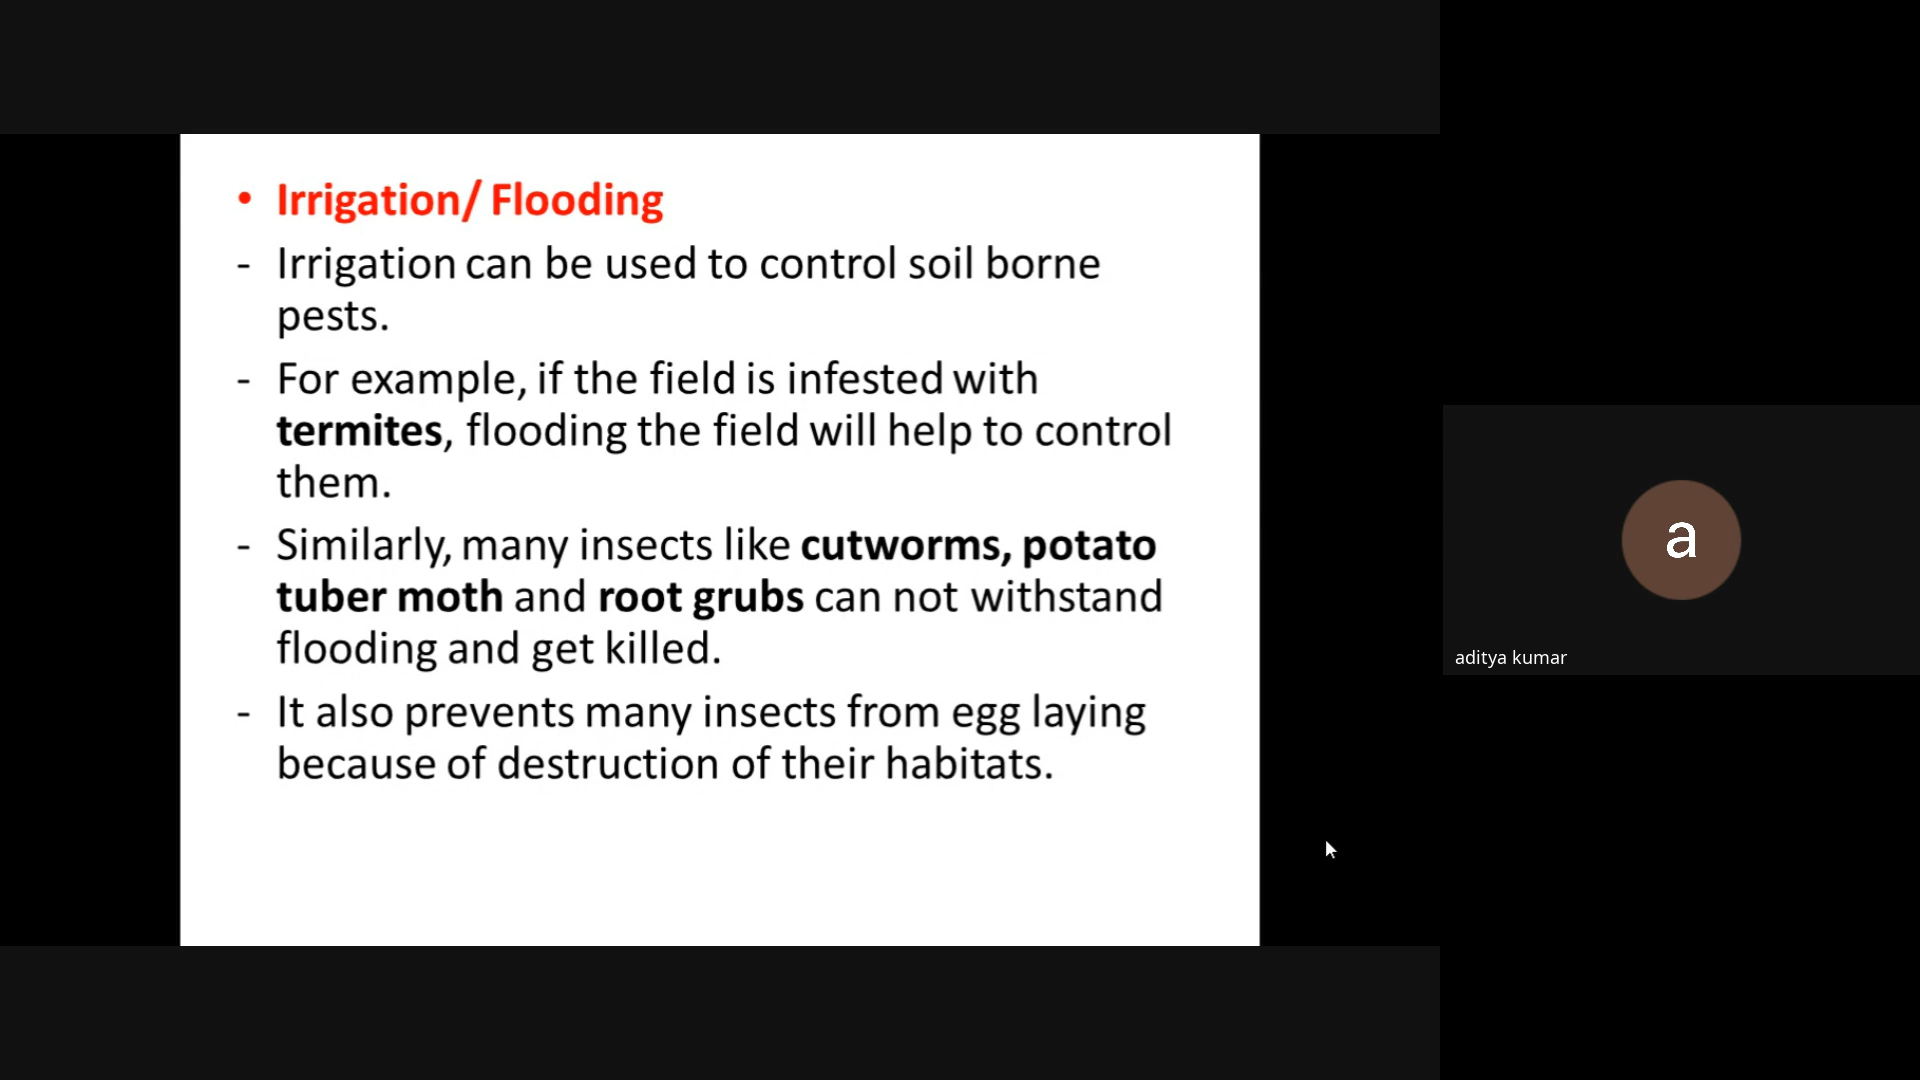 • Irrigation/ Flooding
- Irrigation can be used to control soil borne
pests.
- For example, if the field is infested with
termites, flooding the field will help to control
them.
- Similarly, many insects like cutworms, potato
tuber moth and root grubs can not withstand
flooding and get killed.
- It also prevents many insects from egg laying
because of destruction of their habitats.
a
aditya kumar